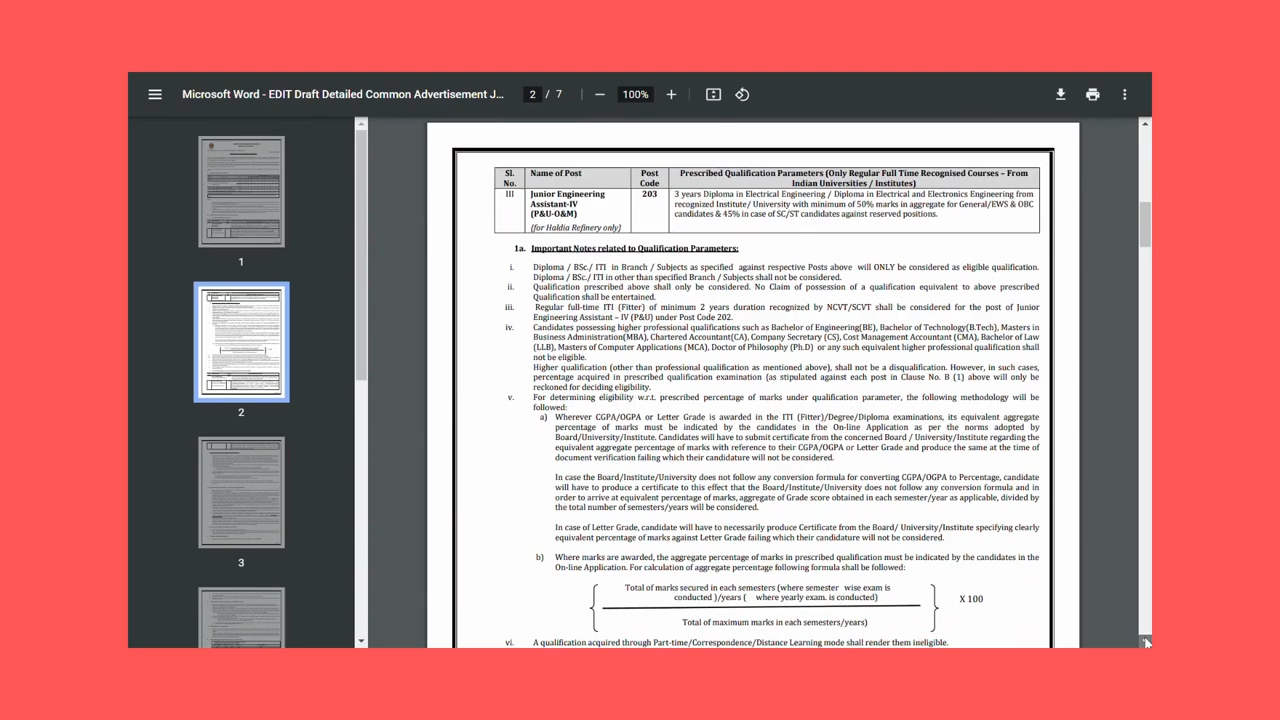 Microsoft Word - EDIT Draft Detailed Common Advertisement J... 2 / 7 100%
1
2
3
Sl. No. Name of Post Post Code Prescribed Qualification Parameters (Only Regular Full Time Recognised Courses – From Indian Universities / Institutes)
III Junior Engineering Assistant-IV (P&U-O&M) (for Haldia Refinery only) 203 3 years Diploma in Electrical Engineering / Diploma in Electrical and Electronics Engineering from
recognized Institute/ University with minimum of 50% marks in aggregate for General/EWS & OBC
candidates & 45% in case of SC/ST candidates against reserved positions.
1a. Important Notes related to Qualification Parameters:
i. Diploma / BSc./ ITI in Branch / Subjects as specified against respective Posts above will ONLY be considered as eligible qualification.
Diploma / BSc./ ITI in other than specified Branch / Subjects shall not be considered.
ii. Qualification prescribed above shall only be considered. No Claim of possession of a qualification equivalent to above prescribed
Qualification shall be entertained.
iii. Regular full-time ITI (Fitter) of minimum 2 years duration recognized by NCVT/SCVT shall be considered for the post of Junior
Engineering Assistant – IV (P&U) under Post Code 202.
iv. Candidates possessing higher professional qualifications such as Bachelor of Engineering(BE), Bachelor of Technology(B.Tech), Masters in
Business Administration(MBA), Chartered Accountant(CA), Company Secretary (CS), Cost Management Accountant (CMA), Bachelor of Law
(LLB), Masters of Computer Applications (MCA), Doctor of Philosophy (Ph.D) or any such equivalent higher professional qualification shall
not be eligible.
Higher qualification (other than professional qualification as mentioned above), shall not be a disqualification. However, in such cases,
percentage acquired in prescribed qualification examination (as stipulated against each post in Clause No. B (1) above will only be
reckoned for deciding eligibility.
v. For determining eligibility w.r.t. prescribed percentage of marks under qualification parameter, the following methodology will be
followed:
a) Wherever CGPA/OGPA or Letter Grade is awarded in the ITI (Fitter)/Degree/Diploma examinations, its equivalent aggregate
percentage of marks must be indicated by the candidates in the On-line Application as per the norms adopted by
Board/University/Institute. Candidates will have to submit certificate from the concerned Board / University/Institute regarding the
equivalent aggregate percentage of marks with reference to their CGPA/OGPA or Letter Grade and produce the same at the time of
document verification failing which their candidature will not be considered.
In case the Board/Institute/University does not follow any conversion formula for converting CGPA/OGPA to Percentage, candidate
will have to produce a certificate to this effect that the Board/Institute/University does not follow any conversion formula and in
order to arrive at equivalent percentage of marks, aggregate of Grade score obtained in each semester/year as applicable, divided by
the total number of semesters/years will be considered.
In case of Letter Grade, candidate will have to necessarily produce Certificate from the Board/ University/Institute specifying clearly
equivalent percentage of marks against Letter Grade failing which their candidature will not be considered.
b) Where marks are awarded, the aggregate percentage of marks in prescribed qualification must be indicated by the candidates in the
On-line Application. For calculation of aggregate percentage following formula shall be followed:
Total of marks secured in each semesters (where semester wise exam is
conducted )/years ( where yearly exam. is conducted)
X 100
Total of maximum marks in each semesters/years)
vi. A qualification acquired through Part-time/Correspondence/Distance Learning mode shall render them ineligible.